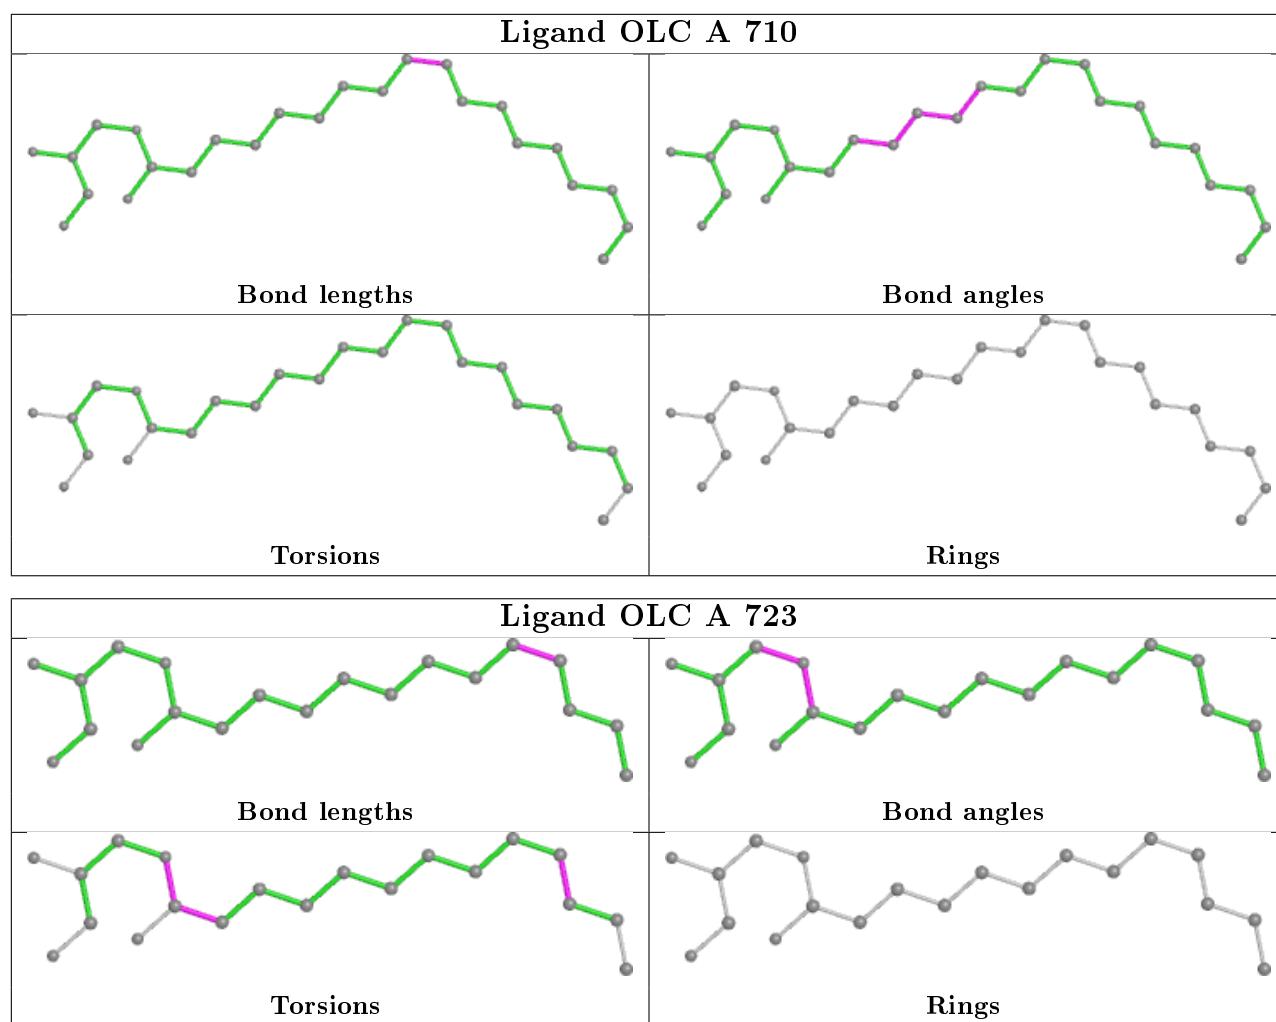 Ligand OLC A 710
Bond lengths
Bond angles
Torsions
Rings
Ligand OLC A 723
Bond lengths
Bond angles
Torsions
Rings